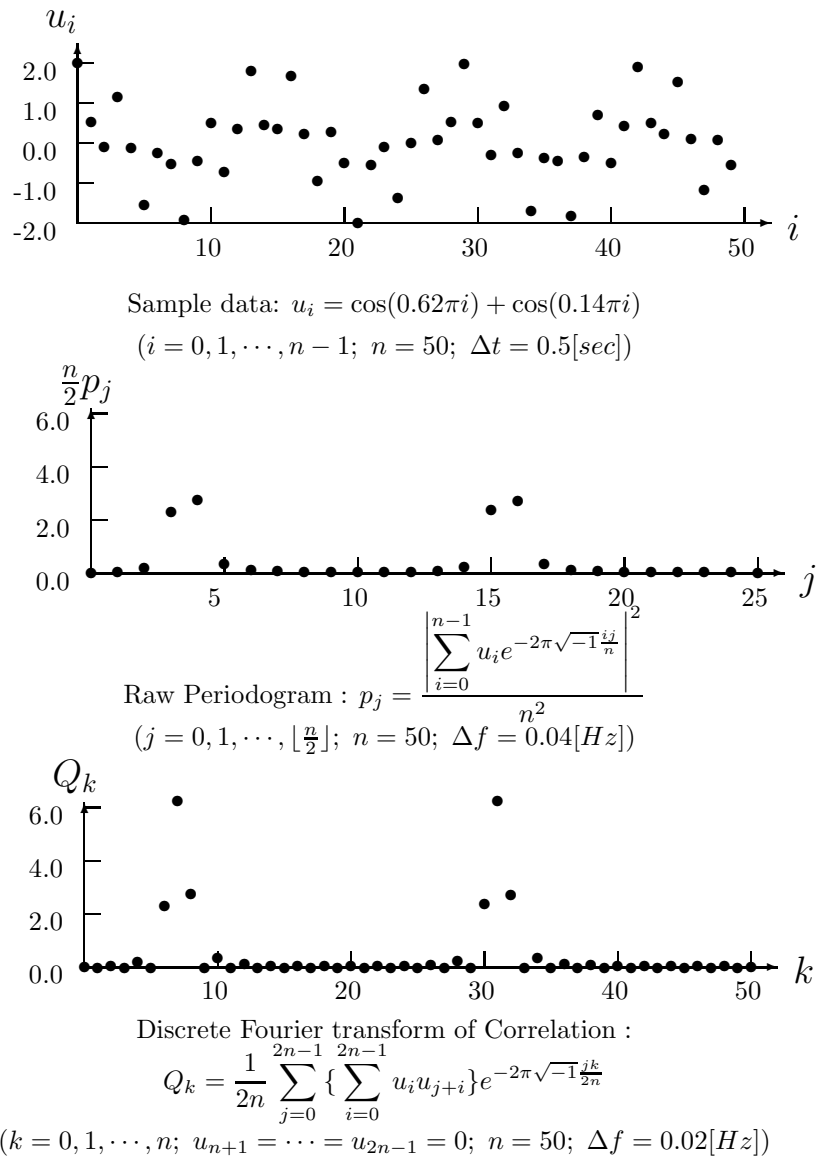 u_i
2.0
1.0
0.0
-1.0
-2.0
10 20 30 40 50 i
Sample data: u_i = cos(0.62πi) + cos(0.14πi)
(i = 0, 1, ⋯, n − 1; n = 50; Δt = 0.5[sec])
n/2 p_j
6.0
4.0
2.0
0.0
5 10 15 20 25 j
Raw Periodogram : p_j = |∑_{i=0}^{n−1} u_i e^{−2π√−1 ij/n}|^2 / n^2
(j = 0, 1, ⋯, ⌊n/2⌋; n = 50; Δf = 0.04[Hz])
Q_k
6.0
4.0
2.0
0.0
10 20 30 40 50 k
Discrete Fourier transform of Correlation :
Q_k = 1/2n ∑_{j=0}^{2n−1} {∑_{i=0}^{2n−1} u_i u_{j+i}} e^{−2π√−1 jk/2n}
(k = 0, 1, ⋯, n; u_{n+1} = ⋯ = u_{2n−1} = 0; n = 50; Δf = 0.02[Hz])